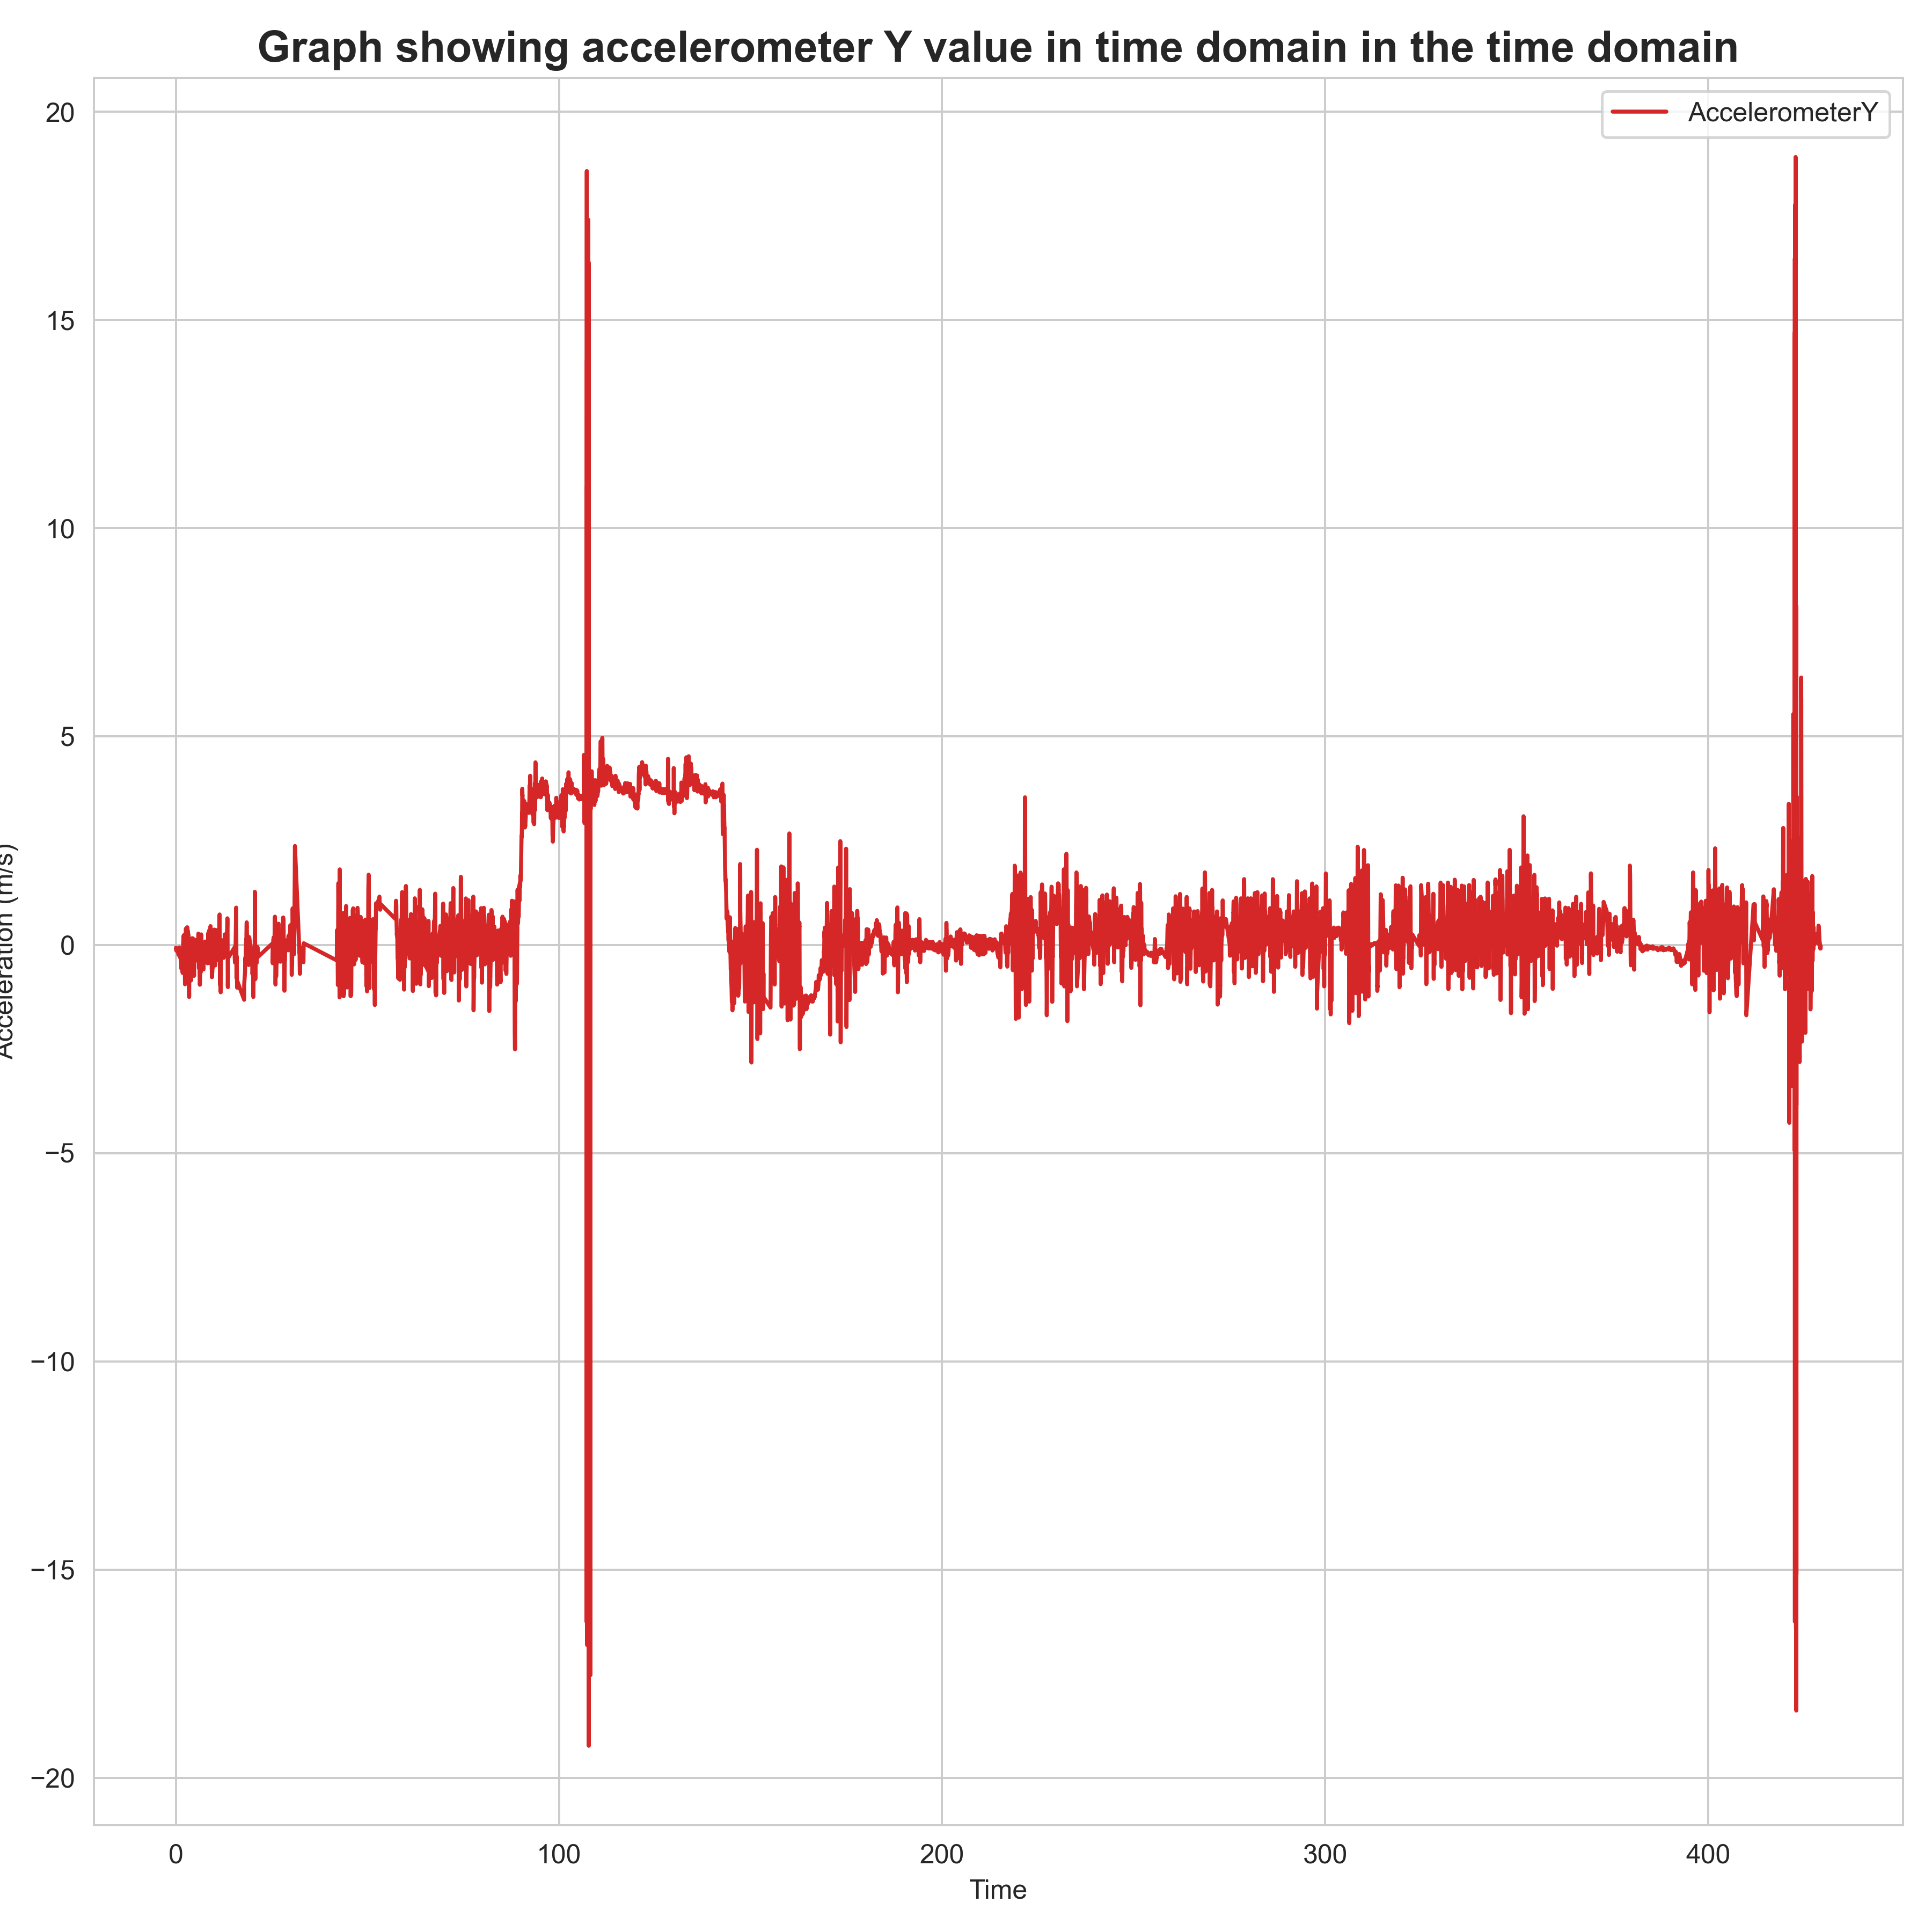 Graph showing accelerometer Y value in time domain in the time domain
AccelerometerY
20
15
10
5
0
−5
−10
−15
−20
Acceleration (m/s)
0 100 200 300 400
Time